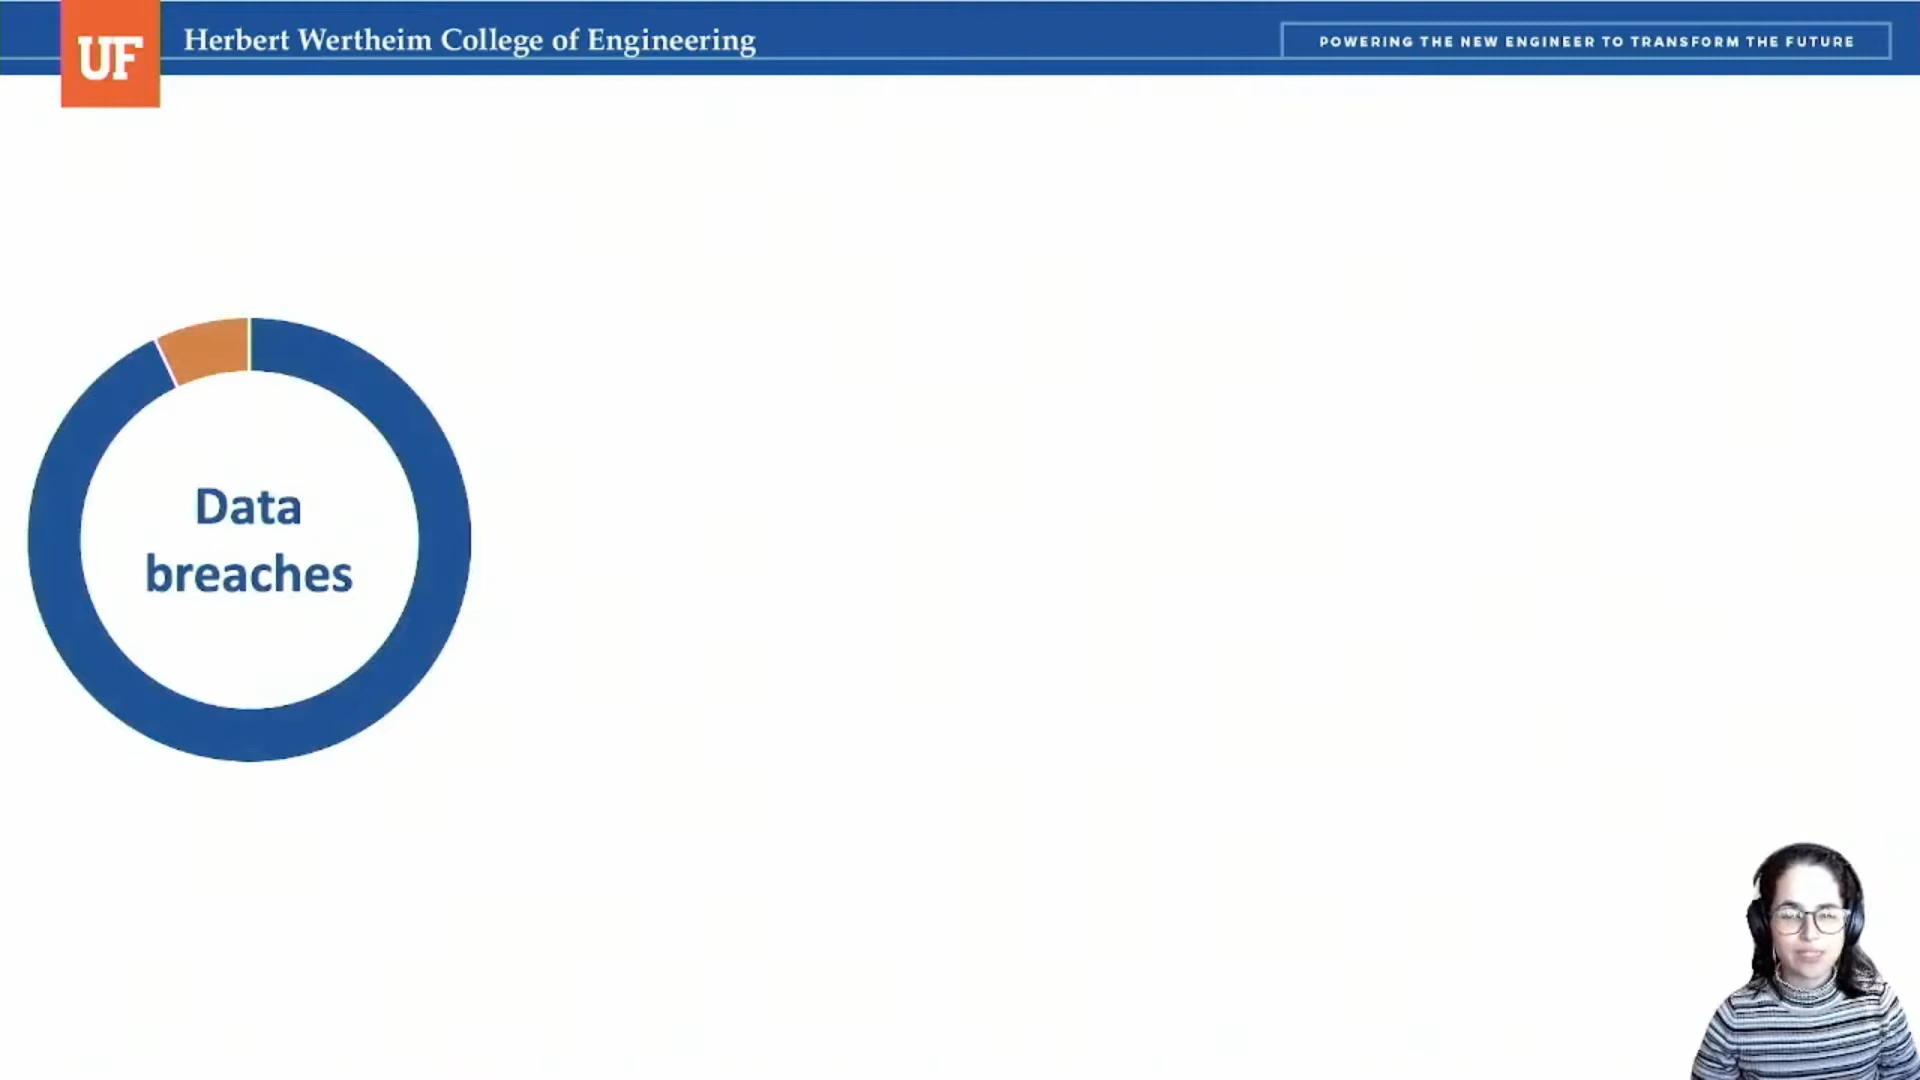 UF
Herbert Wertheim College of Engineering
POWERING THE NEW ENGINEER TO TRANSFORM THE FUTURE
Data
breaches